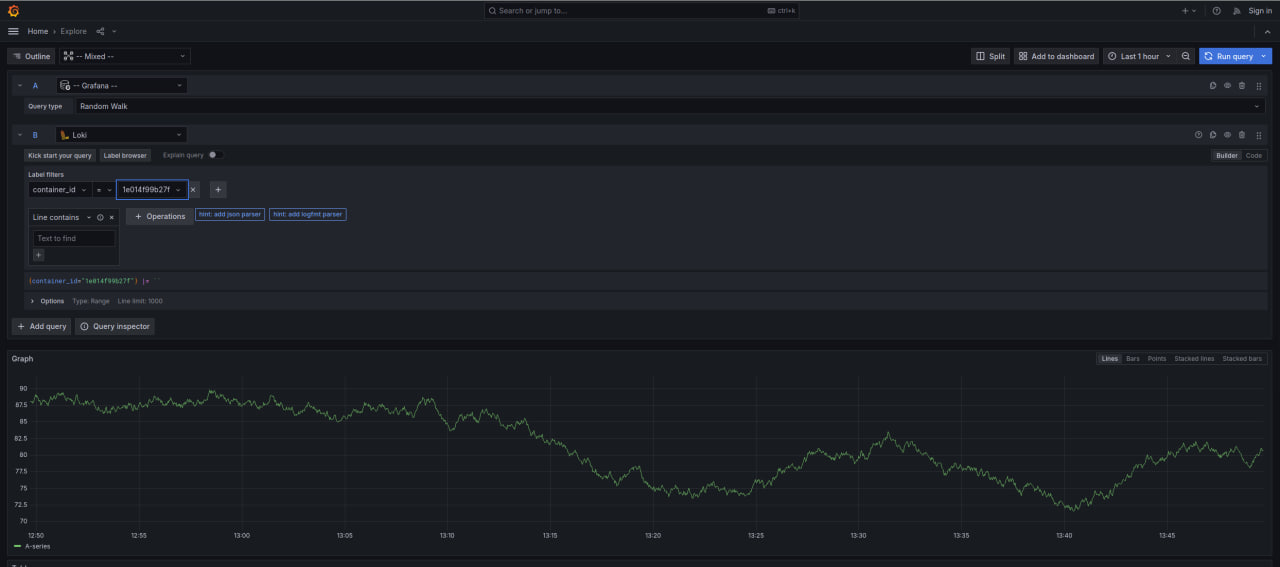 Search or jump to...
ctrl+k
Sign in
Home › Explore
Outline
-- Mixed --
Split
Add to dashboard
Last 1 hour
Run query
A
-- Grafana --
Query type
Random Walk
B
Loki
Kick start your query
Label browser
Explain query
Builder
Code
Label filters
container_id
=
1e014f99b27f
Line contains
Operations
hint: add json parser
hint: add logfmt parser
Text to find
{container_id="1e014f99b27f"} |= ``
Options
Type: Range
Line limit: 1000
Add query
Query inspector
Graph
Lines
Bars
Points
Stacked lines
Stacked bars
90
87.5
85
82.5
80
77.5
75
72.5
70
12:50
12:55
13:00
13:05
13:10
13:15
13:20
13:25
13:30
13:35
13:40
13:45
A-series